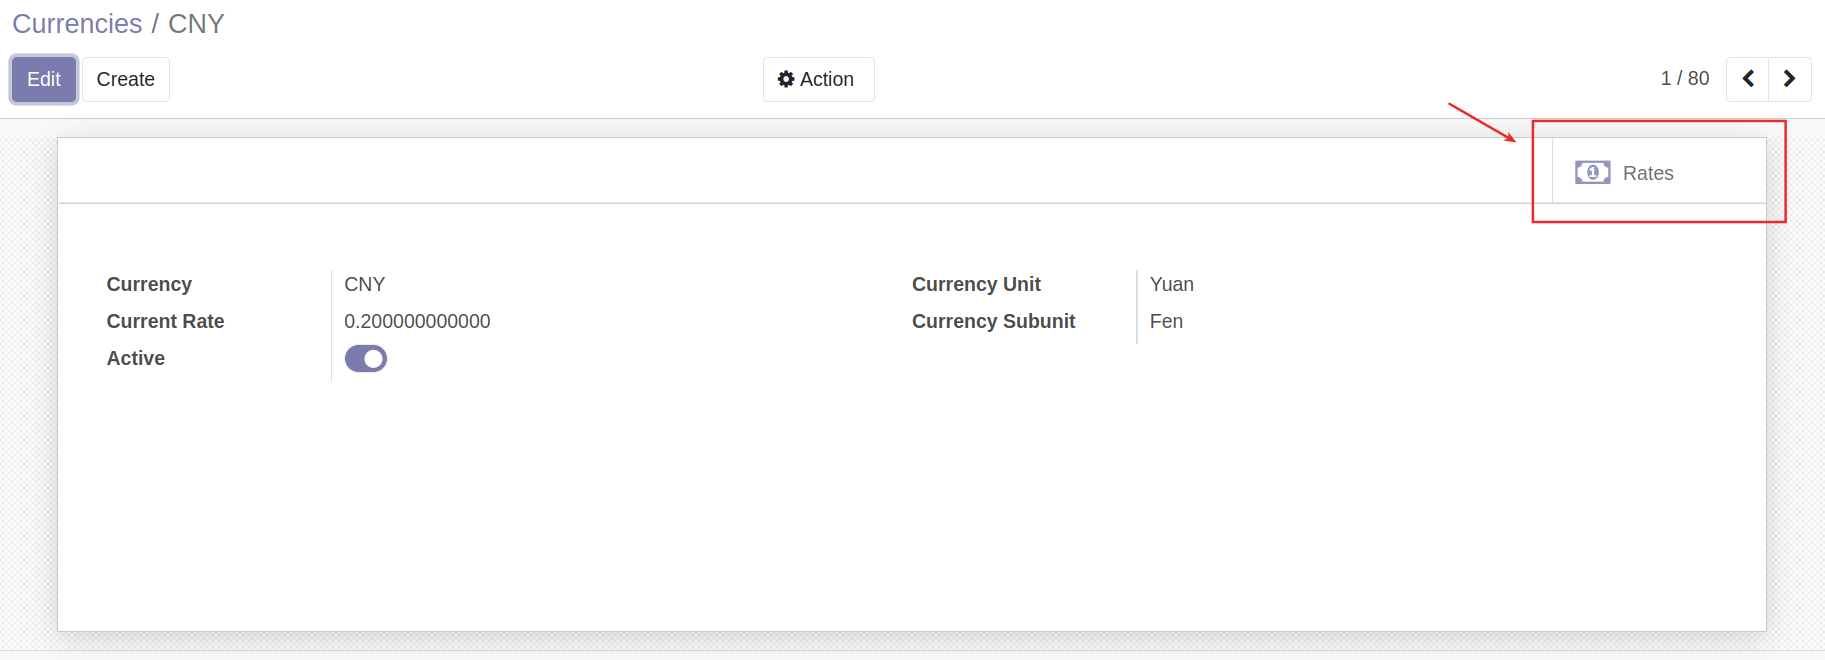 Currencies / CNY
Edit Create Action 1 / 80
1 Rates
Currency CNY Currency Unit Yuan
Current Rate 0.200000000000 Currency Subunit Fen
Active